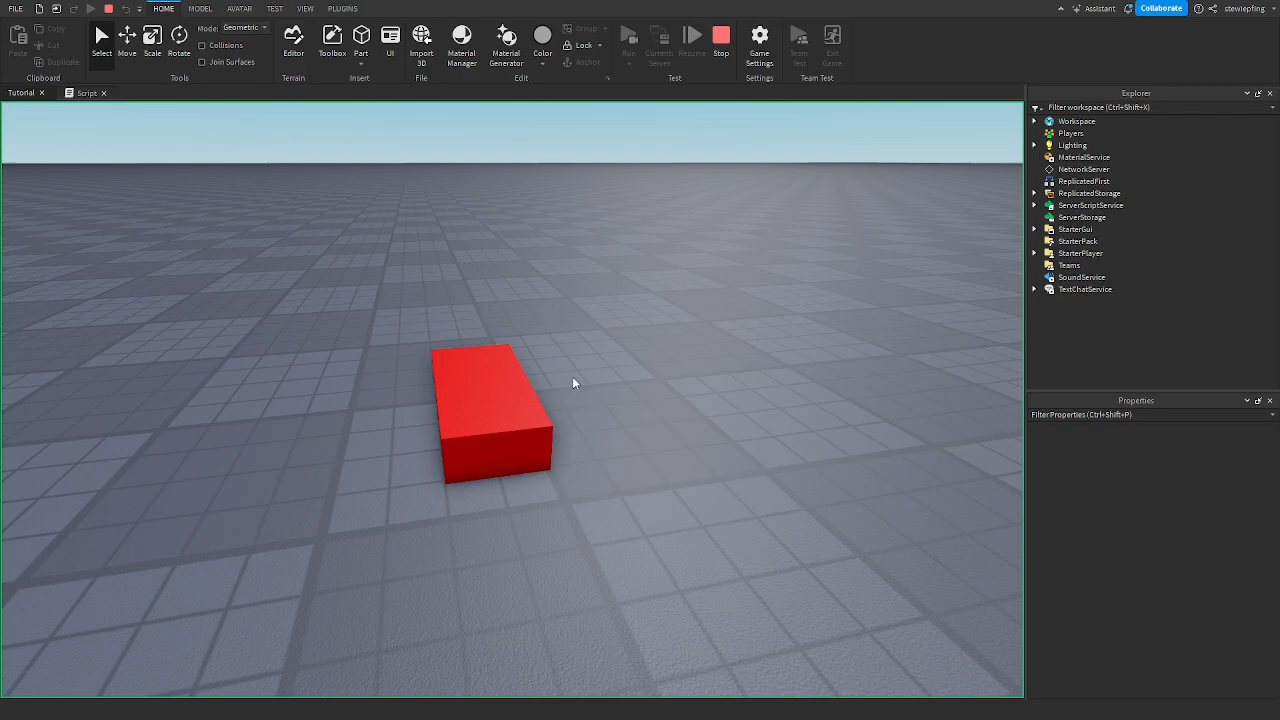 FILE HOME MODEL AVATAR TEST VIEW PLUGINS Assistant Collaborate stewiepfing
Paste Copy Cut Duplicate Clipboard
Select Move Scale Rotate Mode: Geometric Collisions Join Surfaces Tools
Editor Terrain
Toolbox Part UI Insert
Import 3D File
Material Manager Material Generator Color Group Lock Anchor Edit
Run Current: Server Resume Stop Test
Game Settings Settings
Team Test Exit Game Team Test
Tutorial Script
Explorer
Filter workspace (Ctrl+Shift+X)
Workspace
Players
Lighting
MaterialService
NetworkServer
ReplicatedFirst
ReplicatedStorage
ServerScriptService
ServerStorage
StarterGui
StarterPack
StarterPlayer
Teams
SoundService
TextChatService
Properties
Filter Properties (Ctrl+Shift+P)